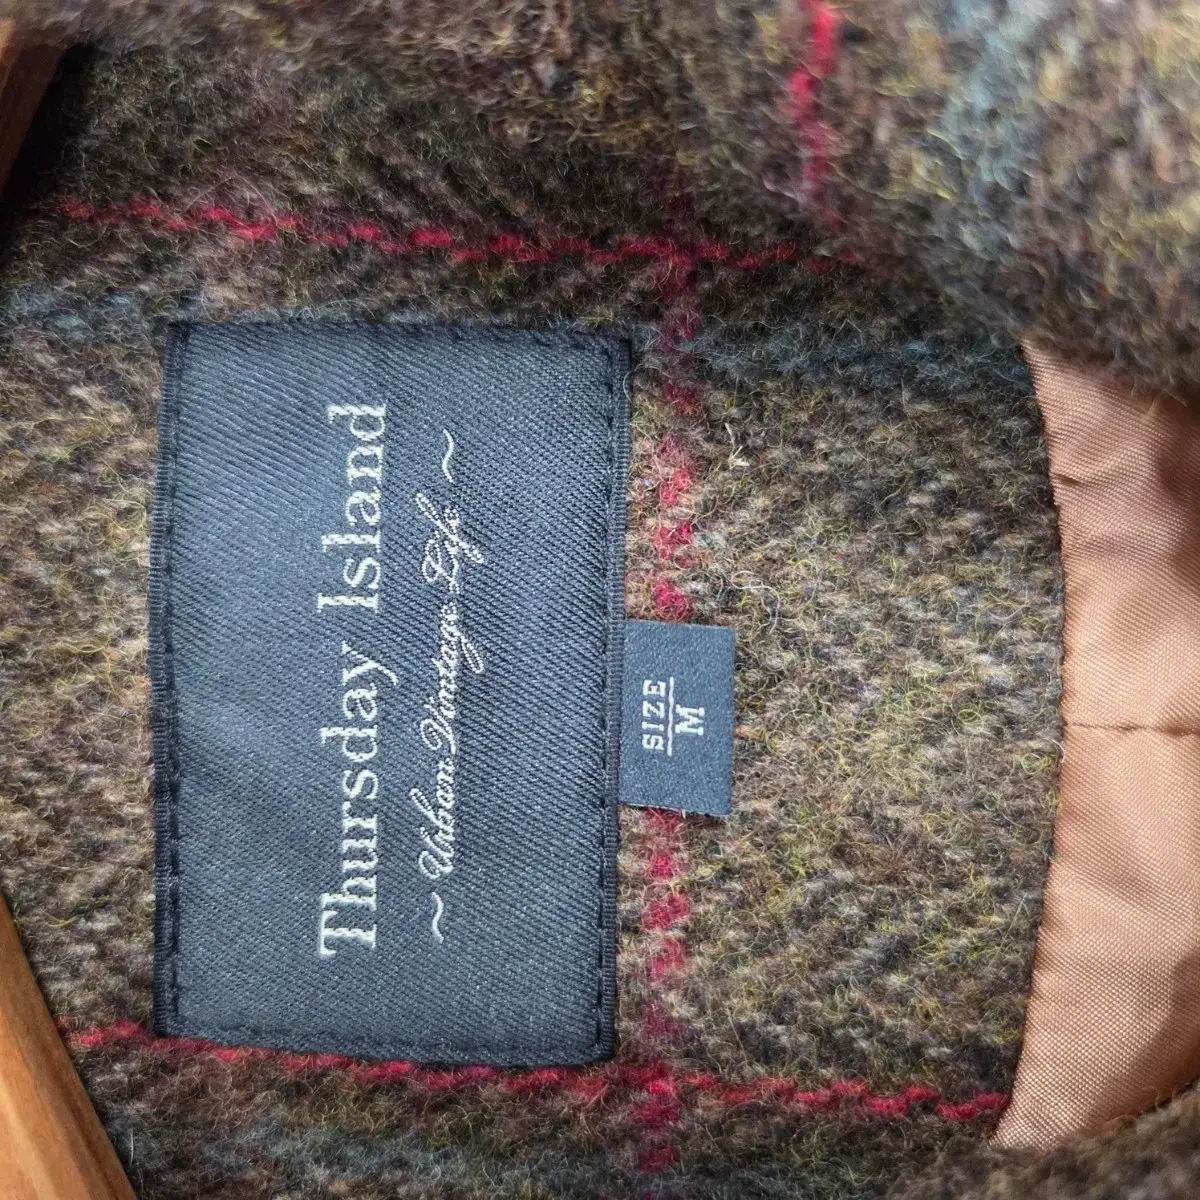 Thursday Island
~ Urban Vintage Life ~
SIZE
M